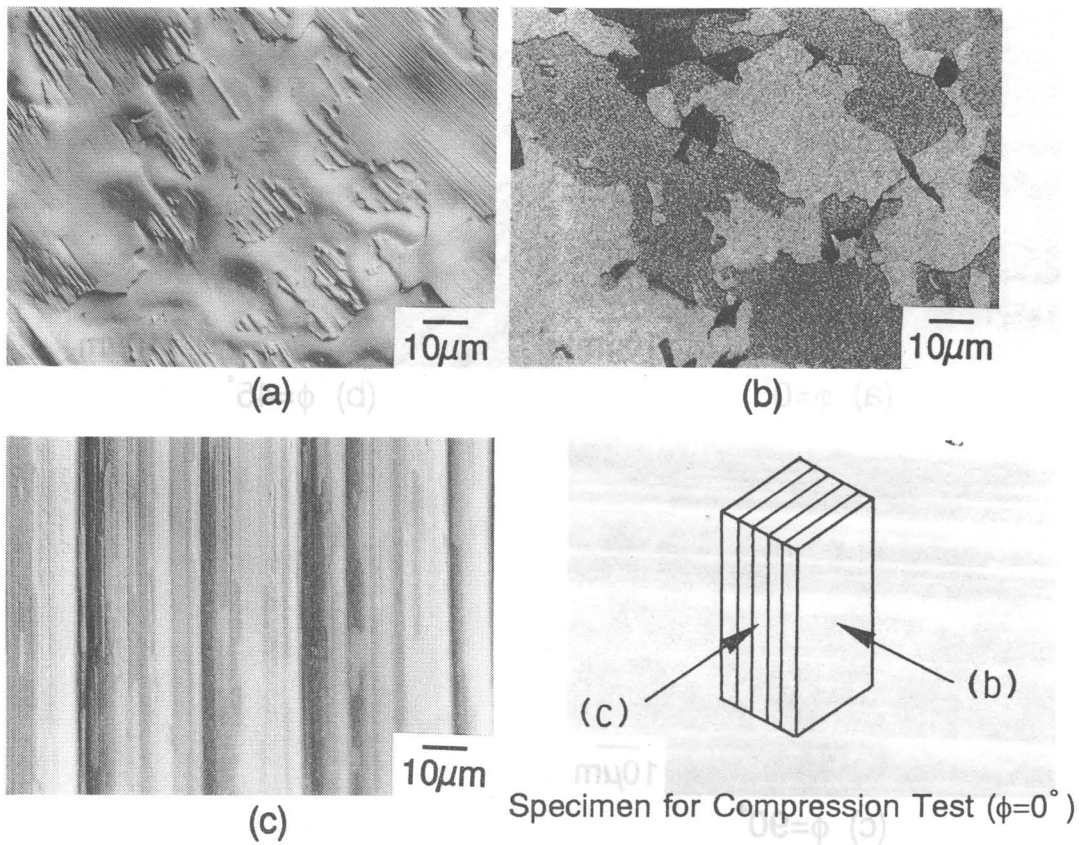 10μm
10μm
(a)
(b)
10μm
(c)
(b)
(c)
Specimen for Compression Test (ϕ=0°)